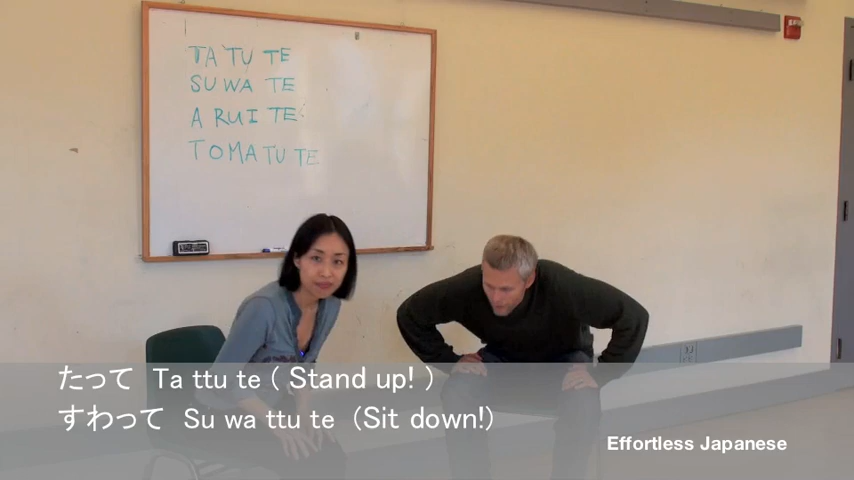 TA TU TE
SU WA TE
A RUI TE
TOMA TU TE
たって Ta ttu te ( Stand up! )
すわって Su wa ttu te (Sit down!)
Effortless Japanese